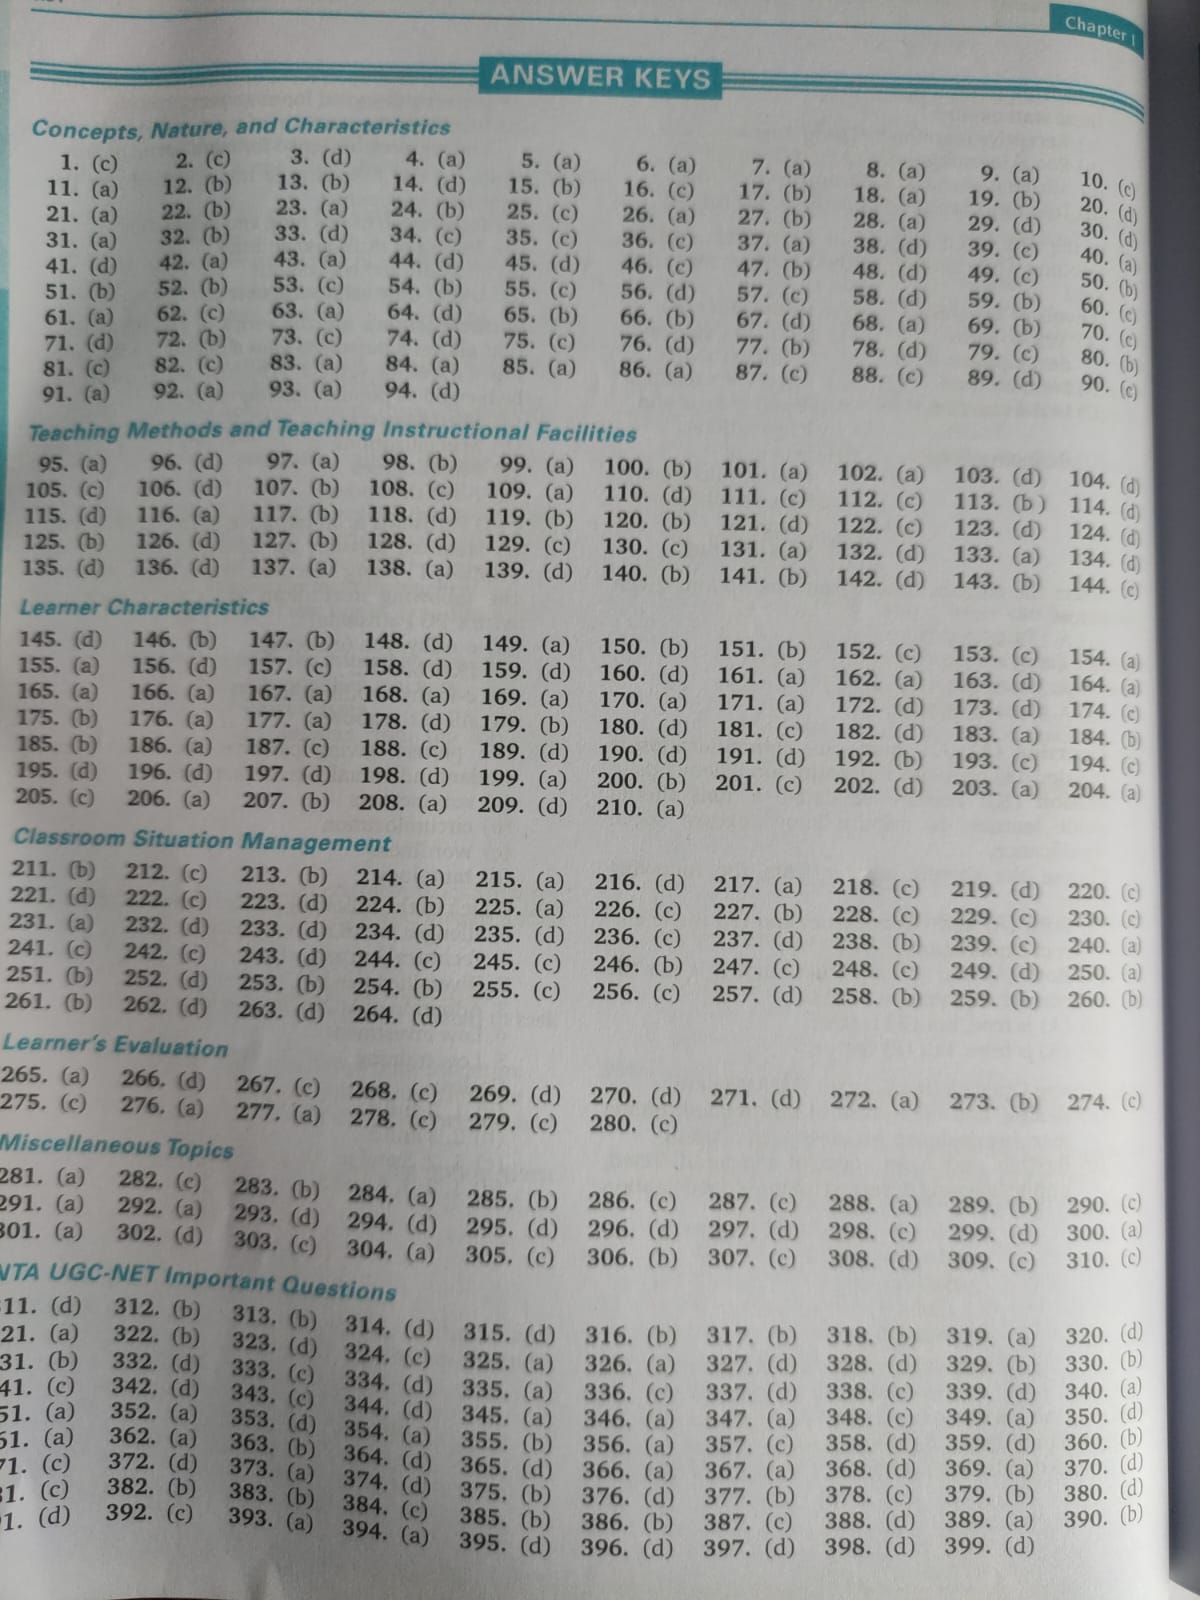 Chapter 1
ANSWER KEYS
Concepts, Nature, and Characteristics
1. (c) 2. (c) 3. (d) 4. (a) 5. (a) 6. (a) 7. (a) 8. (a) 9. (a) 10. (c)
11. (a) 12. (b) 13. (b) 14. (d) 15. (b) 16. (c) 17. (b) 18. (a) 19. (b) 20. (d)
21. (a) 22. (b) 23. (a) 24. (b) 25. (c) 26. (a) 27. (b) 28. (a) 29. (d) 30. (d)
31. (a) 32. (b) 33. (d) 34. (c) 35. (c) 36. (c) 37. (a) 38. (d) 39. (c) 40. (a)
41. (d) 42. (a) 43. (a) 44. (d) 45. (d) 46. (c) 47. (b) 48. (d) 49. (c) 50. (b)
51. (b) 52. (b) 53. (c) 54. (b) 55. (c) 56. (d) 57. (c) 58. (d) 59. (b) 60. (c)
61. (a) 62. (c) 63. (a) 64. (d) 65. (b) 66. (b) 67. (d) 68. (a) 69. (b) 70. (c)
71. (d) 72. (b) 73. (c) 74. (d) 75. (c) 76. (d) 77. (b) 78. (d) 79. (c) 80. (b)
81. (c) 82. (c) 83. (a) 84. (a) 85. (a) 86. (a) 87. (c) 88. (c) 89. (d) 90. (c)
91. (a) 92. (a) 93. (a) 94. (d)
Teaching Methods and Teaching Instructional Facilities
95. (a) 96. (d) 97. (a) 98. (b) 99. (a) 100. (b) 101. (a) 102. (a) 103. (d) 104. (d)
105. (c) 106. (d) 107. (b) 108. (c) 109. (a) 110. (d) 111. (c) 112. (c) 113. (b) 114. (d)
115. (d) 116. (a) 117. (b) 118. (d) 119. (b) 120. (b) 121. (d) 122. (c) 123. (d) 124. (d)
125. (b) 126. (d) 127. (b) 128. (d) 129. (c) 130. (c) 131. (a) 132. (d) 133. (a) 134. (d)
135. (d) 136. (d) 137. (a) 138. (a) 139. (d) 140. (b) 141. (b) 142. (d) 143. (b) 144. (c)
Learner Characteristics
145. (d) 146. (b) 147. (b) 148. (d) 149. (a) 150. (b) 151. (b) 152. (c) 153. (c) 154. (a)
155. (a) 156. (d) 157. (c) 158. (d) 159. (d) 160. (d) 161. (a) 162. (a) 163. (d) 164. (a)
165. (a) 166. (a) 167. (a) 168. (a) 169. (a) 170. (a) 171. (a) 172. (d) 173. (d) 174. (c)
175. (b) 176. (a) 177. (a) 178. (d) 179. (b) 180. (d) 181. (c) 182. (d) 183. (a) 184. (b)
185. (b) 186. (a) 187. (c) 188. (c) 189. (d) 190. (d) 191. (d) 192. (b) 193. (c) 194. (c)
195. (d) 196. (d) 197. (d) 198. (d) 199. (a) 200. (b) 201. (c) 202. (d) 203. (a) 204. (a)
205. (c) 206. (a) 207. (b) 208. (a) 209. (d) 210. (a)
Classroom Situation Management
211. (b) 212. (c) 213. (b) 214. (a) 215. (a) 216. (d) 217. (a) 218. (c) 219. (d) 220. (c)
221. (d) 222. (c) 223. (d) 224. (b) 225. (a) 226. (c) 227. (b) 228. (c) 229. (c) 230. (c)
231. (a) 232. (d) 233. (d) 234. (d) 235. (d) 236. (c) 237. (d) 238. (b) 239. (c) 240. (a)
241. (c) 242. (c) 243. (d) 244. (c) 245. (c) 246. (b) 247. (c) 248. (c) 249. (d) 250. (a)
251. (b) 252. (d) 253. (b) 254. (b) 255. (c) 256. (c) 257. (d) 258. (b) 259. (b) 260. (b)
261. (b) 262. (d) 263. (d) 264. (d)
Learner's Evaluation
265. (a) 266. (d) 267. (c) 268. (c) 269. (d) 270. (d) 271. (d) 272. (a) 273. (b) 274. (c)
275. (c) 276. (a) 277. (a) 278. (c) 279. (c) 280. (c)
Miscellaneous Topics
281. (a) 282. (c) 283. (b) 284. (a) 285. (b) 286. (c) 287. (c) 288. (a) 289. (b) 290. (c)
291. (a) 292. (a) 293. (d) 294. (d) 295. (d) 296. (d) 297. (d) 298. (c) 299. (d) 300. (a)
301. (a) 302. (d) 303. (c) 304. (a) 305. (c) 306. (b) 307. (c) 308. (d) 309. (c) 310. (c)
NTA UGC-NET Important Questions
11. (d) 312. (b) 313. (b) 314. (d) 315. (d) 316. (b) 317. (b) 318. (b) 319. (a) 320. (d)
21. (a) 322. (b) 323. (d) 324. (c) 325. (a) 326. (a) 327. (d) 328. (d) 329. (b) 330. (b)
31. (b) 332. (d) 333. (c) 334. (d) 335. (a) 336. (c) 337. (d) 338. (c) 339. (d) 340. (a)
41. (c) 342. (d) 343. (c) 344. (d) 345. (a) 346. (a) 347. (a) 348. (c) 349. (a) 350. (d)
51. (a) 352. (a) 353. (d) 354. (a) 355. (b) 356. (a) 357. (c) 358. (d) 359. (d) 360. (b)
61. (a) 362. (a) 363. (b) 364. (d) 365. (d) 366. (a) 367. (a) 368. (d) 369. (a) 370. (d)
71. (c) 372. (d) 373. (a) 374. (d) 375. (b) 376. (d) 377. (b) 378. (c) 379. (b) 380. (d)
81. (c) 382. (b) 383. (b) 384. (c) 385. (b) 386. (b) 387. (c) 388. (d) 389. (a) 390. (b)
1. (d) 392. (c) 393. (a) 394. (a) 395. (d) 396. (d) 397. (d) 398. (d) 399. (d)